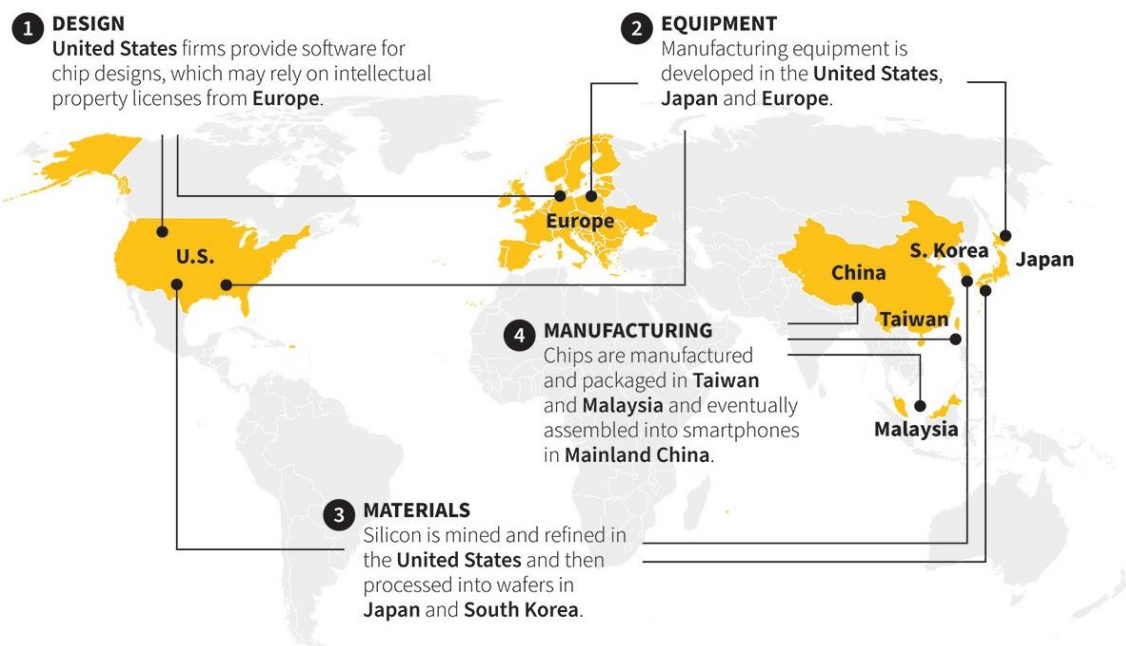 1 DESIGN
United States firms provide software for
chip designs, which may rely on intellectual
property licenses from Europe.
2 EQUIPMENT
Manufacturing equipment is
developed in the United States,
Japan and Europe.
Europe
U.S.
S. Korea
Japan
China
Taiwan
4 MANUFACTURING
Chips are manufactured
and packaged in Taiwan
and Malaysia and eventually
assembled into smartphones
in Mainland China.
Malaysia
3 MATERIALS
Silicon is mined and refined in
the United States and then
processed into wafers in
Japan and South Korea.